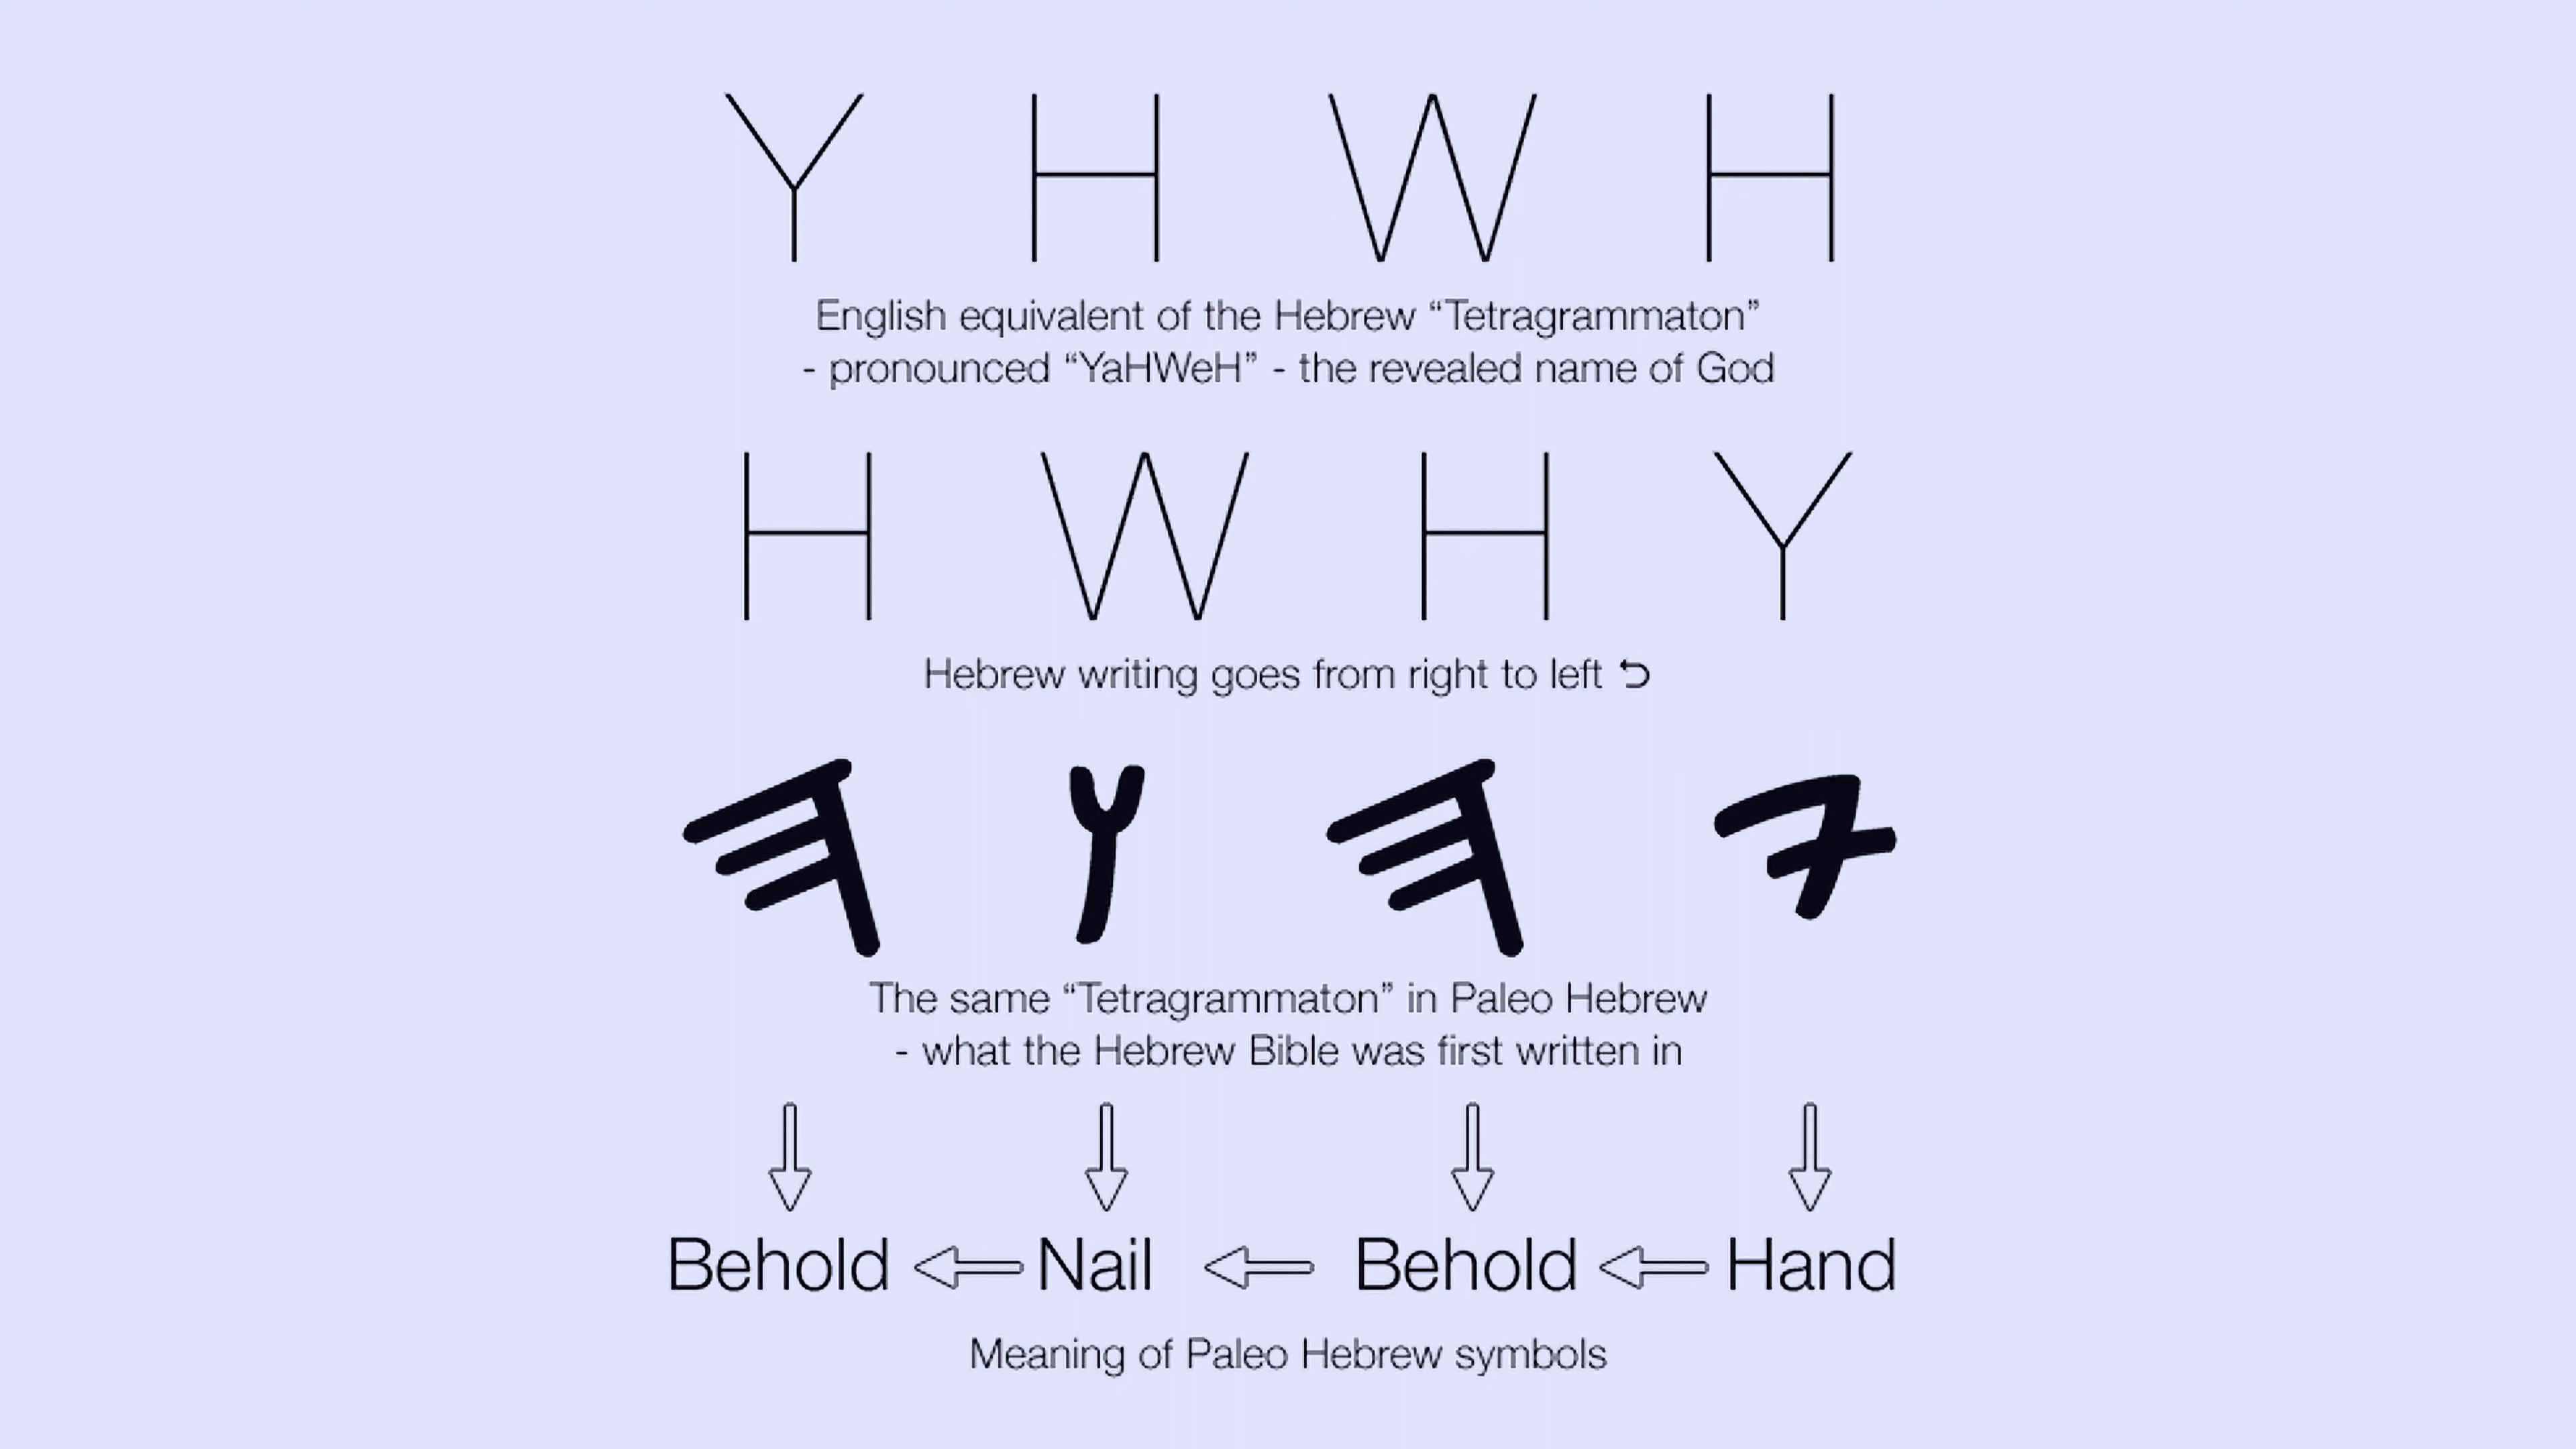 Y H W H
English equivalent of the Hebrew “Tetragrammaton”
- pronounced “YaHWeH” - the revealed name of God
H W H Y
Hebrew writing goes from right to left ⮌
𐤉𐤄𐤅𐤄
The same “Tetragrammaton” in Paleo Hebrew
- what the Hebrew Bible was first written in
Behold Nail Behold Hand
Meaning of Paleo Hebrew symbols